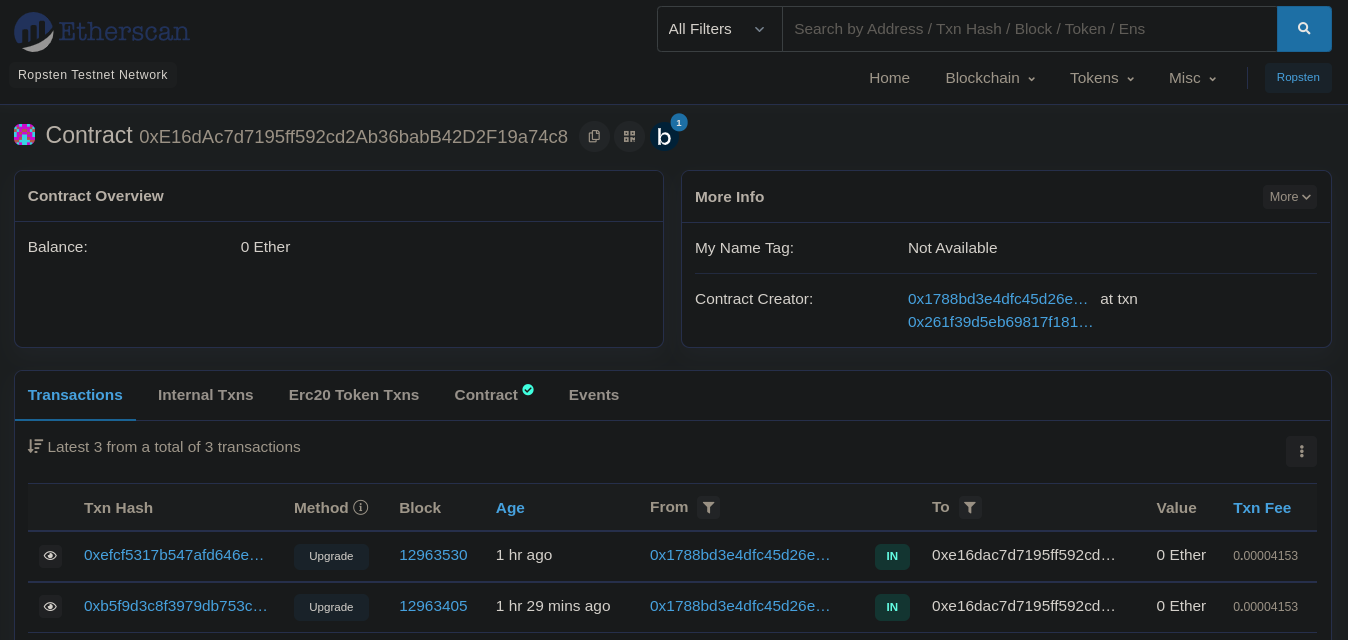 Etherscan
All Filters Search by Address / Txn Hash / Block / Token / Ens
Ropsten Testnet Network
Home Blockchain Tokens Misc Ropsten
Contract 0xE16dAc7d7195ff592cd2Ab36babB42D2F19a74c8 b 1
Contract Overview
Balance: 0 Ether
More Info More
My Name Tag: Not Available
Contract Creator: 0x1788bd3e4dfc45d26e… at txn
0x261f39d5eb69817f181…
Transactions Internal Txns Erc20 Token Txns Contract Events
Latest 3 from a total of 3 transactions
Txn Hash Method Block Age From To Value Txn Fee
0xefcf5317b547afd646e… Upgrade 12963530 1 hr ago 0x1788bd3e4dfc45d26e… IN 0xe16dac7d7195ff592cd… 0 Ether 0.00004153
0xb5f9d3c8f3979db753c… Upgrade 12963405 1 hr 29 mins ago 0x1788bd3e4dfc45d26e… IN 0xe16dac7d7195ff592cd… 0 Ether 0.00004153